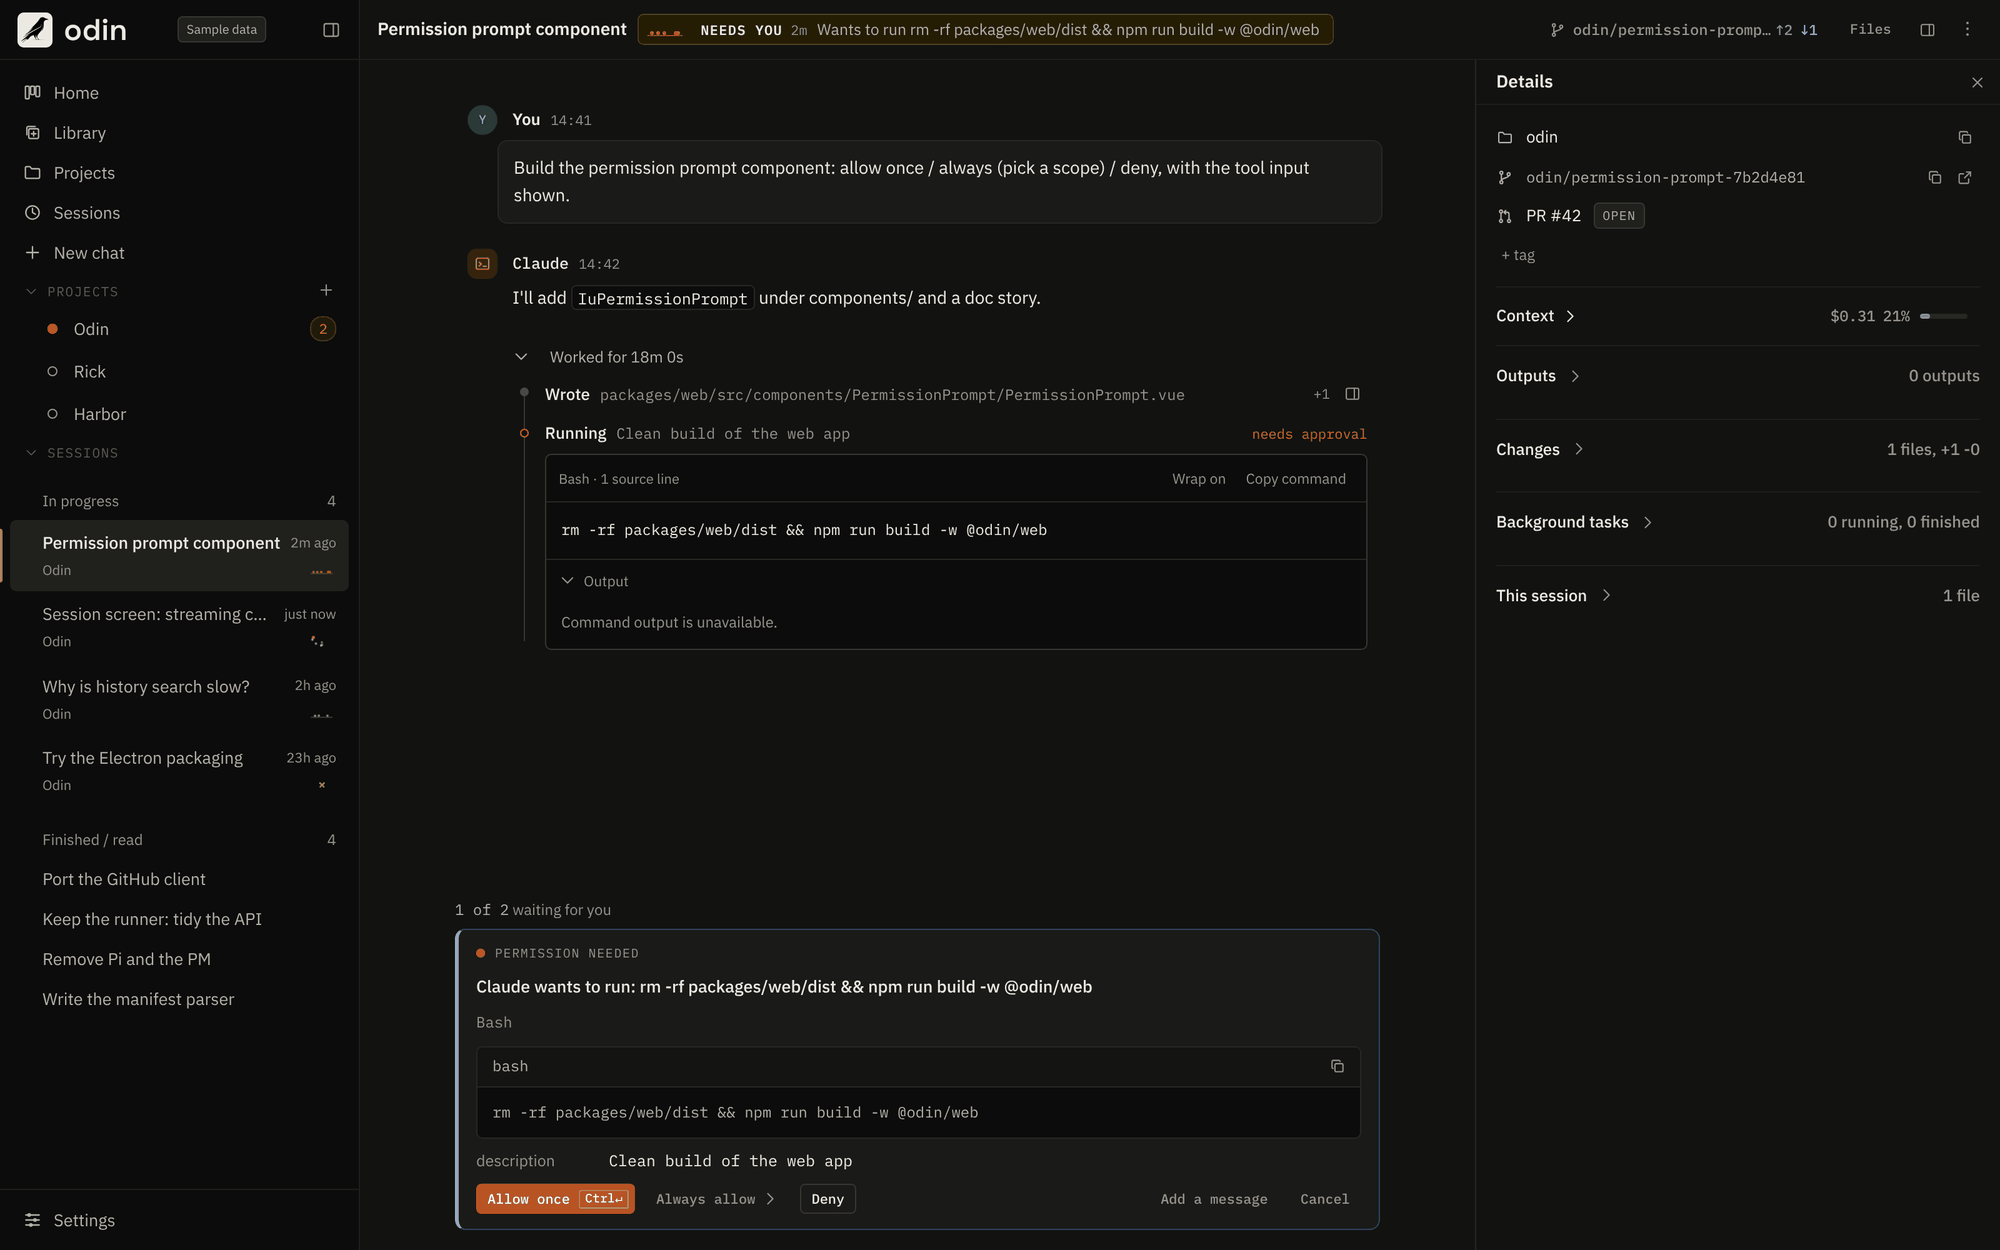 odin
Sample data
Home
Library
Projects
Sessions
New chat
PROJECTS
Odin 2
Rick
Harbor
SESSIONS
In progress 4
Permission prompt component 2m ago
Odin
Session screen: streaming c... just now
Odin
Why is history search slow? 2h ago
Odin
Try the Electron packaging 23h ago
Odin
Finished / read 4
Port the GitHub client
Keep the runner: tidy the API
Remove Pi and the PM
Write the manifest parser
Settings
Permission prompt component NEEDS YOU 2m Wants to run rm -rf packages/web/dist && npm run build -w @odin/web
odin/permission-promp… ↑2 ↓1 Files
You 14:41
Build the permission prompt component: allow once / always (pick a scope) / deny, with the tool input
shown.
Claude 14:42
I'll add IuPermissionPrompt under components/ and a doc story.
Worked for 18m 0s
Wrote packages/web/src/components/PermissionPrompt/PermissionPrompt.vue +1
Running Clean build of the web app needs approval
Bash · 1 source line Wrap on Copy command
rm -rf packages/web/dist && npm run build -w @odin/web
Output
Command output is unavailable.
1 of 2 waiting for you
PERMISSION NEEDED
Claude wants to run: rm -rf packages/web/dist && npm run build -w @odin/web
Bash
bash
rm -rf packages/web/dist && npm run build -w @odin/web
description Clean build of the web app
Allow once Ctrl↵ Always allow Deny Add a message Cancel
Details
odin
odin/permission-prompt-7b2d4e81
PR #42 OPEN
+ tag
Context $0.31 21%
Outputs 0 outputs
Changes 1 files, +1 -0
Background tasks 0 running, 0 finished
This session 1 file
Y